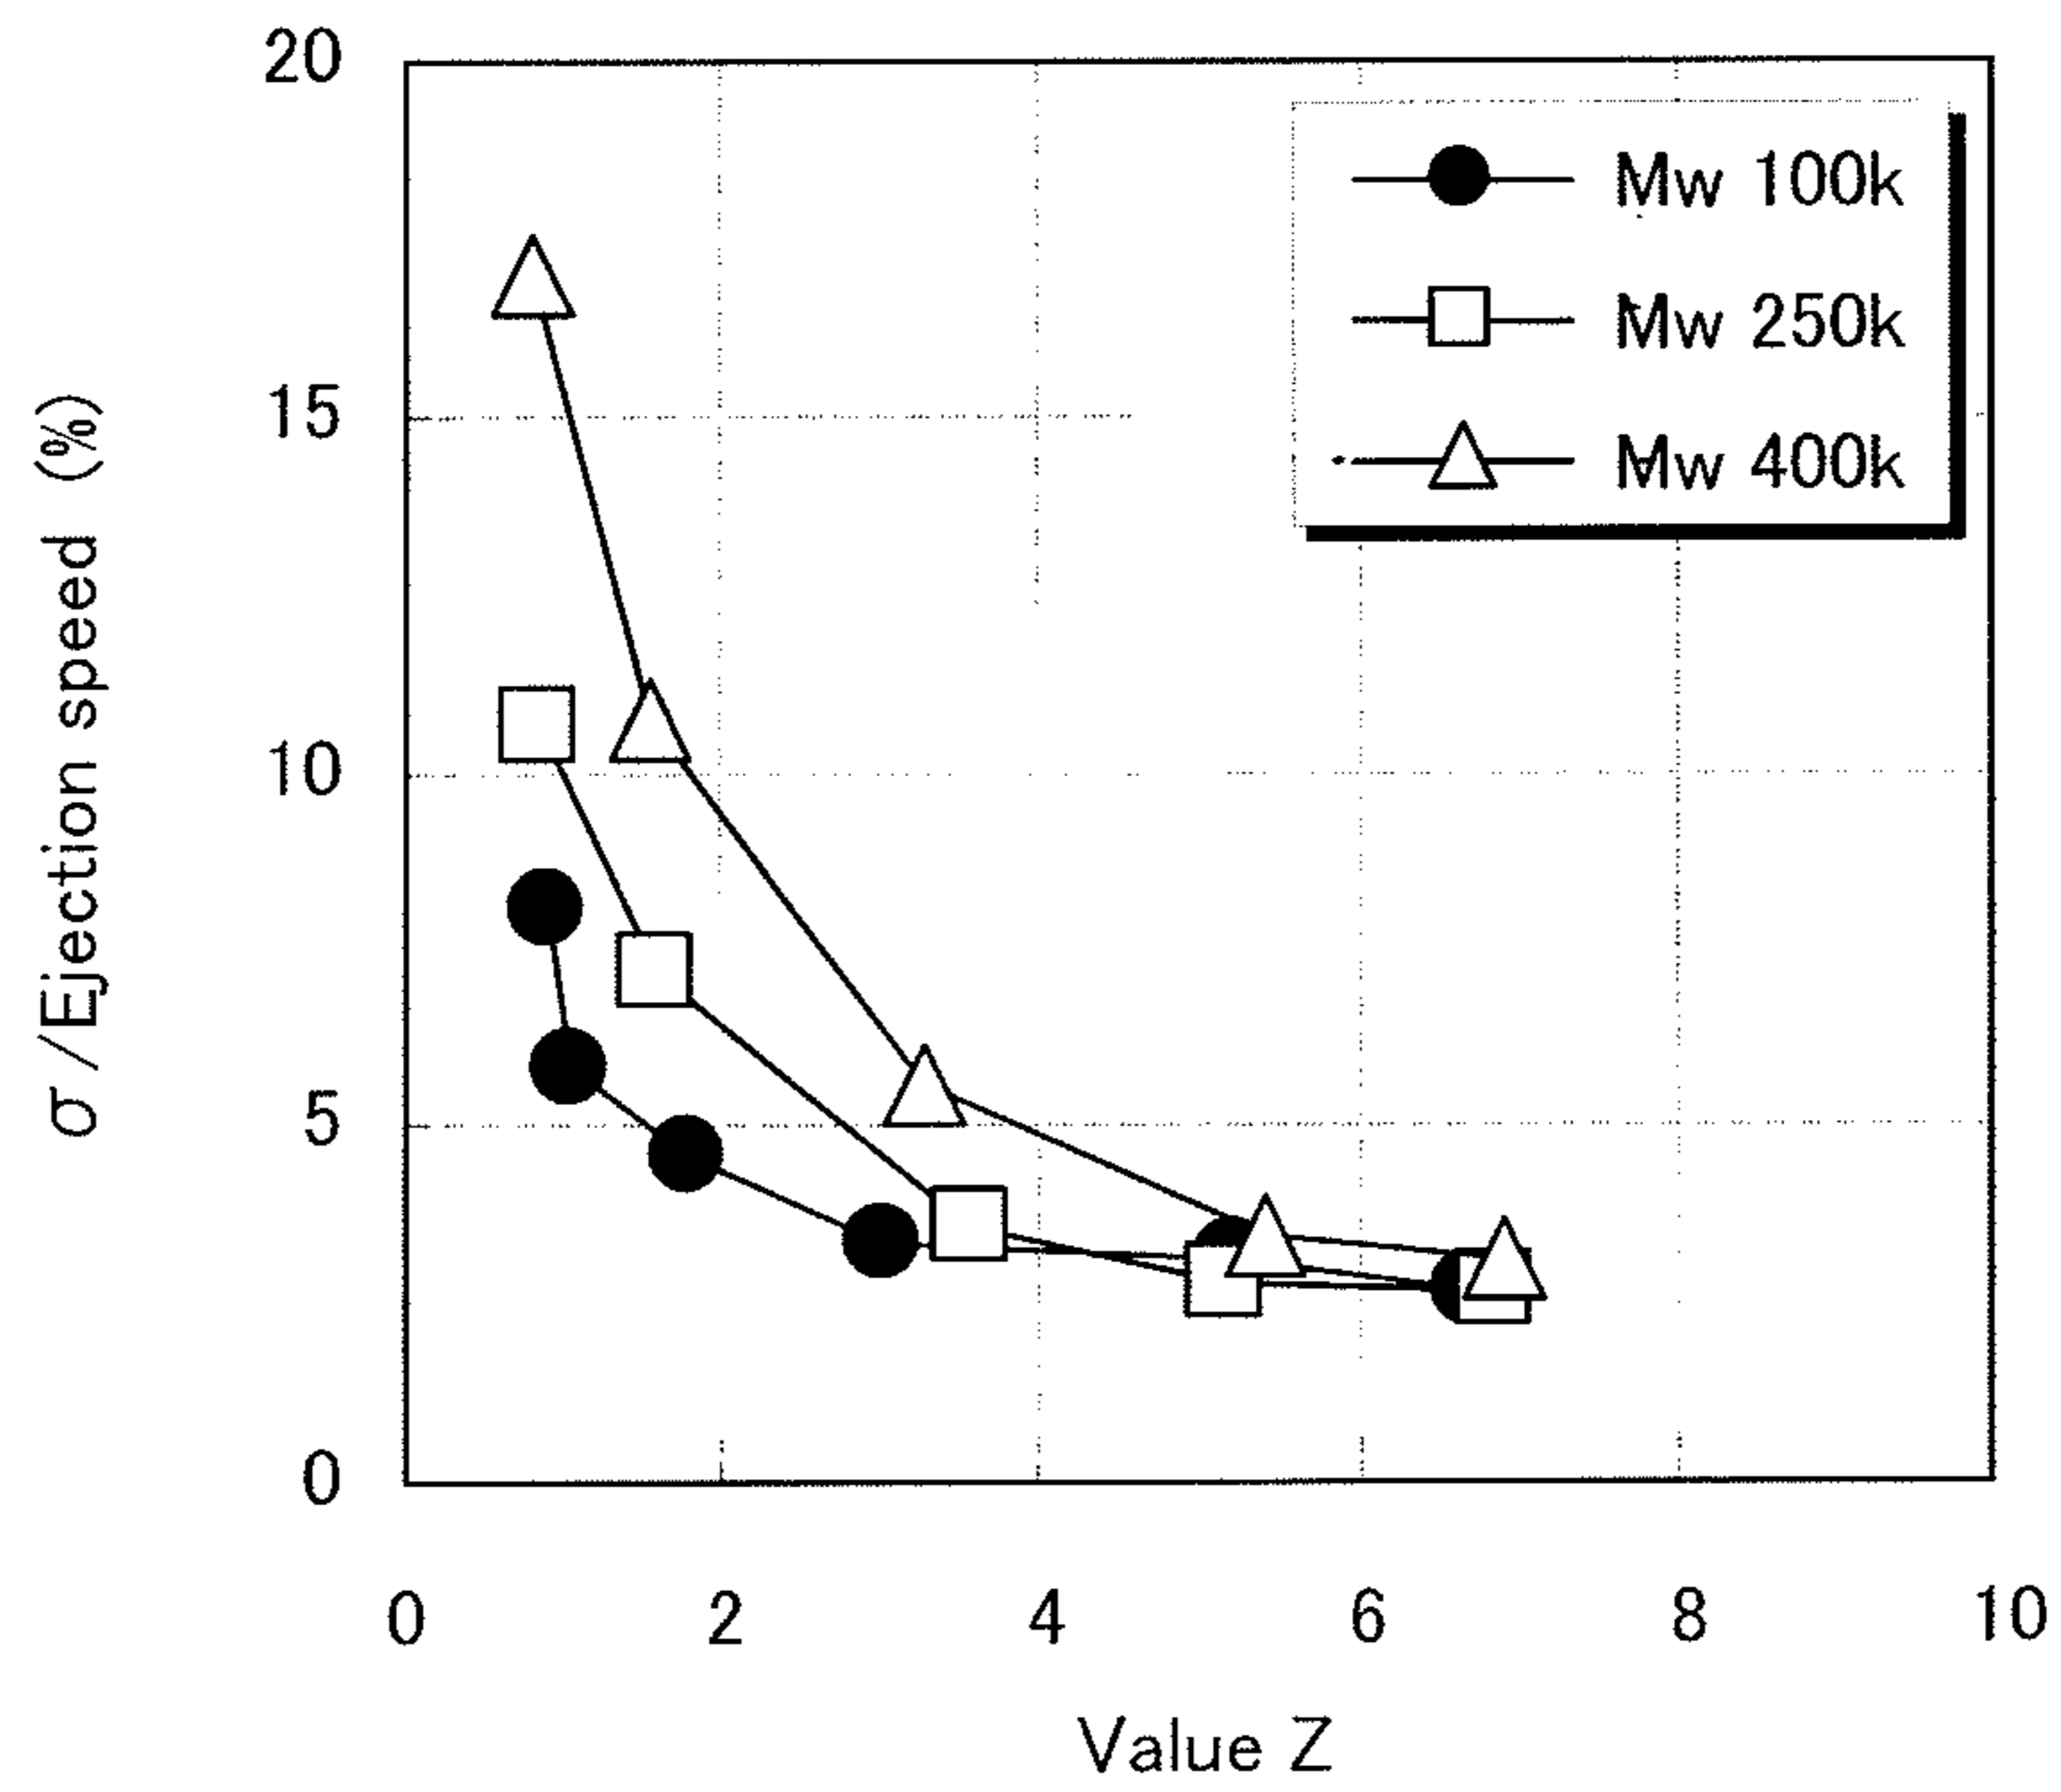 20
15
10
5
0
σ/Ejection speed (%)
Mw 100k
Mw 250k
Mw 400k
0 2 4 6 8 10
Value Z